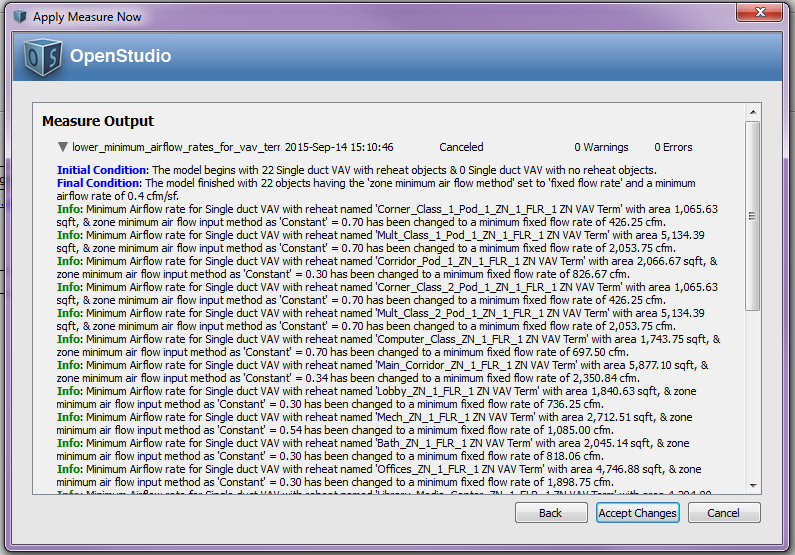 Apply Measure Now
OS OpenStudio
Measure Output
lower_minimum_airflow_rates_for_vav_terr 2015-Sep-14 15:10:46 Canceled 0 Warnings 0 Errors
Initial Condition: The model begins with 22 Single duct VAV with reheat objects & 0 Single duct VAV with no reheat objects.
Final Condition: The model finished with 22 objects having the 'zone minimum air flow method' set to 'fixed flow rate' and a minimum
airflow rate of 0.4 cfm/sf.
Info: Minimum Airflow rate for Single duct VAV with reheat named 'Corner_Class_1_Pod_1_ZN_1_FLR_1 ZN VAV Term' with area 1,065.63
sqft, & zone minimum air flow input method as 'Constant' = 0.70 has been changed to a minimum fixed flow rate of 426.25 cfm.
Info: Minimum Airflow rate for Single duct VAV with reheat named 'Mult_Class_1_Pod_1_ZN_1_FLR_1 ZN VAV Term' with area 5,134.39
sqft, & zone minimum air flow input method as 'Constant' = 0.70 has been changed to a minimum fixed flow rate of 2,053.75 cfm.
Info: Minimum Airflow rate for Single duct VAV with reheat named 'Corridor_Pod_1_ZN_1_FLR_1 ZN VAV Term' with area 2,066.67 sqft, &
zone minimum air flow input method as 'Constant' = 0.30 has been changed to a minimum fixed flow rate of 826.67 cfm.
Info: Minimum Airflow rate for Single duct VAV with reheat named 'Corner_Class_2_Pod_1_ZN_1_FLR_1 ZN VAV Term' with area 1,065.63
sqft, & zone minimum air flow input method as 'Constant' = 0.70 has been changed to a minimum fixed flow rate of 426.25 cfm.
Info: Minimum Airflow rate for Single duct VAV with reheat named 'Mult_Class_2_Pod_1_ZN_1_FLR_1 ZN VAV Term' with area 5,134.39
sqft, & zone minimum air flow input method as 'Constant' = 0.70 has been changed to a minimum fixed flow rate of 2,053.75 cfm.
Info: Minimum Airflow rate for Single duct VAV with reheat named 'Computer_Class_ZN_1_FLR_1 ZN VAV Term' with area 1,743.75 sqft, &
zone minimum air flow input method as 'Constant' = 0.70 has been changed to a minimum fixed flow rate of 697.50 cfm.
Info: Minimum Airflow rate for Single duct VAV with reheat named 'Main_Corridor_ZN_1_FLR_1 ZN VAV Term' with area 5,877.10 sqft, &
zone minimum air flow input method as 'Constant' = 0.34 has been changed to a minimum fixed flow rate of 2,350.84 cfm.
Info: Minimum Airflow rate for Single duct VAV with reheat named 'Lobby_ZN_1_FLR_1 ZN VAV Term' with area 1,840.63 sqft, & zone
minimum air flow input method as 'Constant' = 0.30 has been changed to a minimum fixed flow rate of 736.25 cfm.
Info: Minimum Airflow rate for Single duct VAV with reheat named 'Mech_ZN_1_FLR_1 ZN VAV Term' with area 2,712.51 sqft, & zone
minimum air flow input method as 'Constant' = 0.54 has been changed to a minimum fixed flow rate of 1,085.00 cfm.
Info: Minimum Airflow rate for Single duct VAV with reheat named 'Bath_ZN_1_FLR_1 ZN VAV Term' with area 2,045.14 sqft, & zone
minimum air flow input method as 'Constant' = 0.30 has been changed to a minimum fixed flow rate of 818.06 cfm.
Info: Minimum Airflow rate for Single duct VAV with reheat named 'Offices_ZN_1_FLR_1 ZN VAV Term' with area 4,746.88 sqft, & zone
minimum air flow input method as 'Constant' = 0.30 has been changed to a minimum fixed flow rate of 1,898.75 cfm.
Info: Minimum Airflow rate for Single duct VAV with reheat named 'Library_Media_Center_ZN_1_FLR_1 ZN VAV Term' with area
Back Accept Changes Cancel